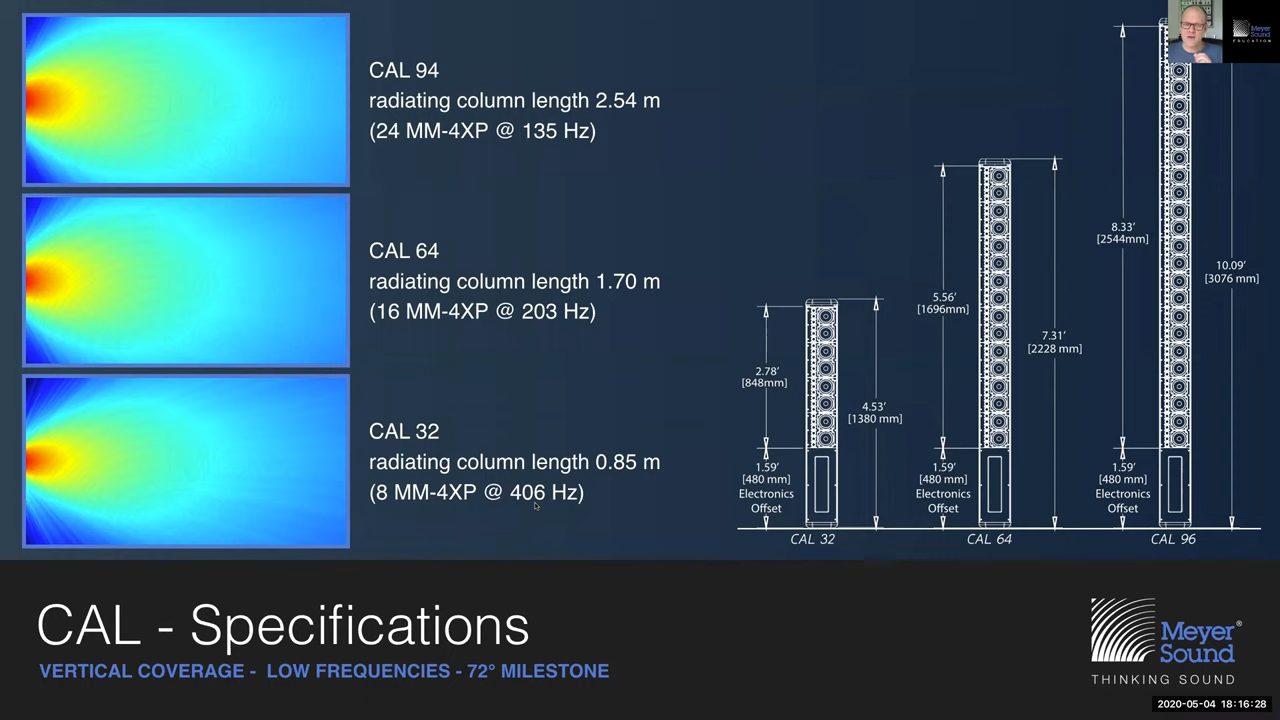 CAL 94
radiating column length 2.54 m
(24 MM-4XP @ 135 Hz)
CAL 64
radiating column length 1.70 m
(16 MM-4XP @ 203 Hz)
CAL 32
radiating column length 0.85 m
(8 MM-4XP @ 406 Hz)
2.78’
[848mm]
4.53’
[1380 mm]
1.59’
[480 mm]
Electronics
Offset
CAL 32
5.56’
[1696mm]
7.31’
[2228 mm]
1.59’
[480 mm]
Electronics
Offset
CAL 64
8.33’
[2544mm]
10.09’
[3076 mm]
1.59’
[480 mm]
Electronics
Offset
CAL 96
Meyer
Sound
EDUCATION
CAL - Specifications
VERTICAL COVERAGE - LOW FREQUENCIES - 72° MILESTONE
Meyer®
Sound
THINKING SOUND
2020-05-04 18:16:28